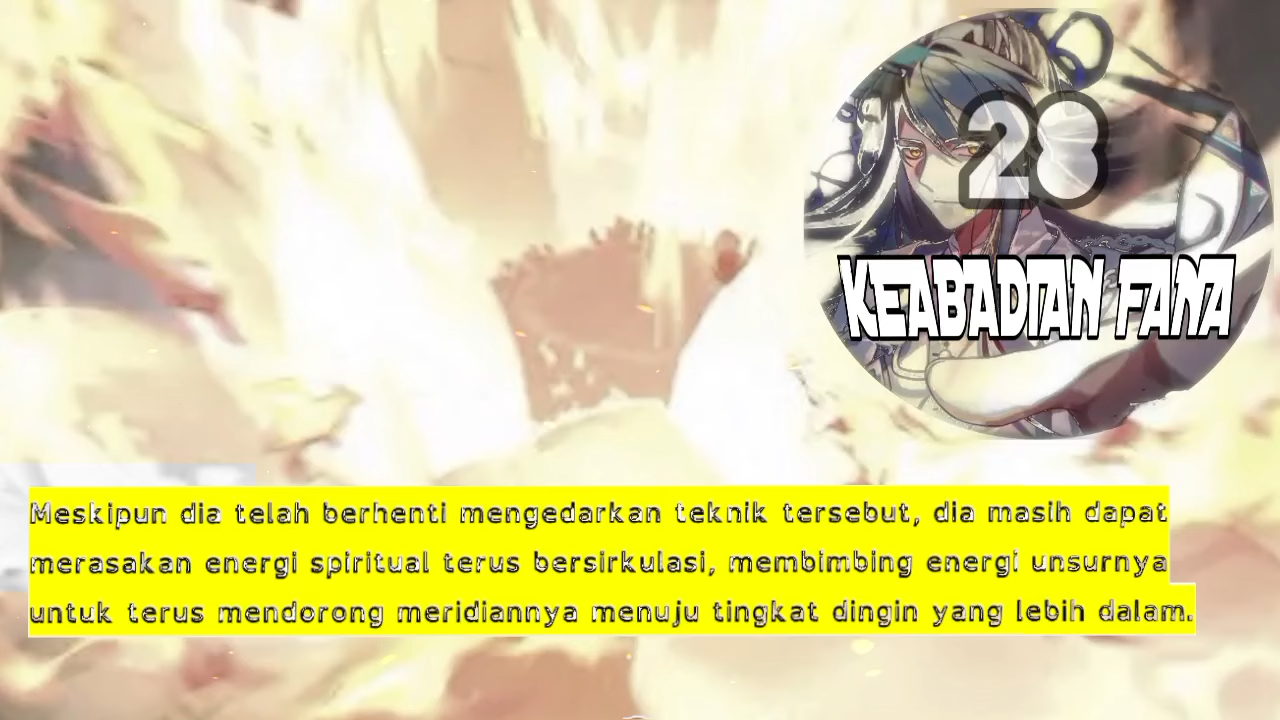 28
KEABADIAN FANA
Meskipun dia telah berhenti mengedarkan teknik tersebut, dia masih dapat
merasakan energi spiritual terus bersirkulasi, membimbing energi unsurnya
untuk terus mendorong meridiannya menuju tingkat dingin yang lebih dalam.